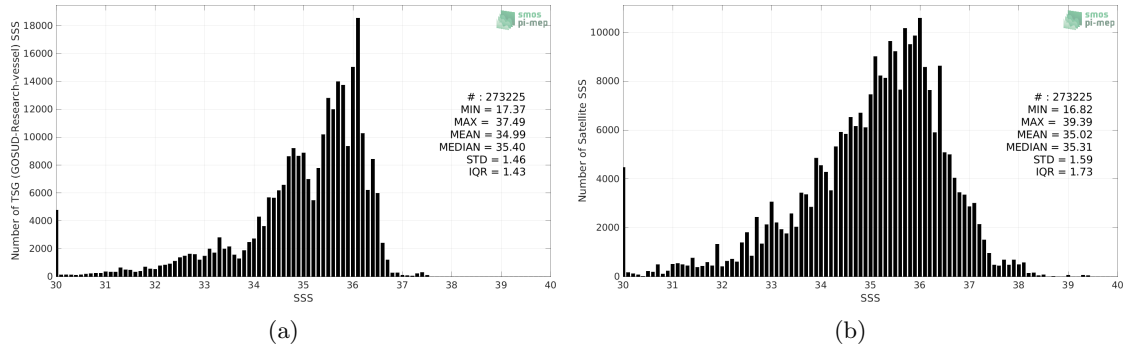 Number of TSG (GOSUD-Research-vessel) SSS
18000
16000
14000
12000
10000
8000
6000
4000
2000
0
30 31 32 33 34 35 36 37 38 39 40
SSS
smos
pi-mep
# : 273225
MIN = 17.37
MAX = 37.49
MEAN = 34.99
MEDIAN = 35.40
STD = 1.46
IQR = 1.43
(a)
Number of Satellite SSS
10000
8000
6000
4000
2000
0
30 31 32 33 34 35 36 37 38 39 40
SSS
smos
pi-mep
# : 273225
MIN = 16.82
MAX = 39.39
MEAN = 35.02
MEDIAN = 35.31
STD = 1.59
IQR = 1.73
(b)